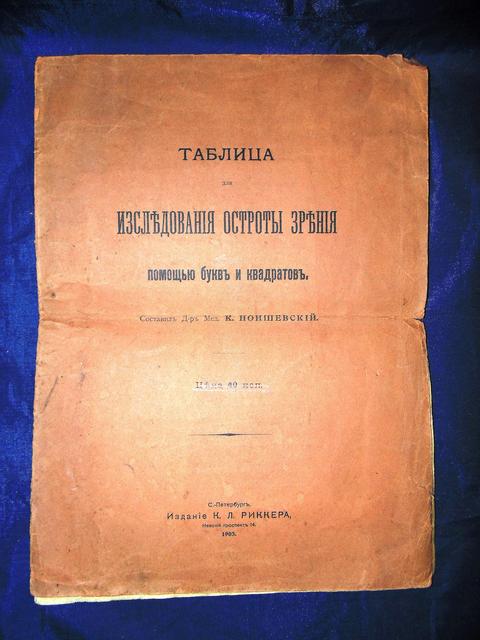 ТАБЛИЦА
для
ИЗСЛѢДОВАНІЯ ОСТРОТЫ ЗРѢНІЯ
ПОМОЩЬЮ БУКВЪ И КВАДРАТОВЪ.
Составилъ Д-ръ Мед. К. НОИШЕВСКІЙ.
Цѣна 40 коп.
С.-Петербургъ.
Изданіе К. Л. РИККЕРА,
Невскій проспектъ 14.
1903.